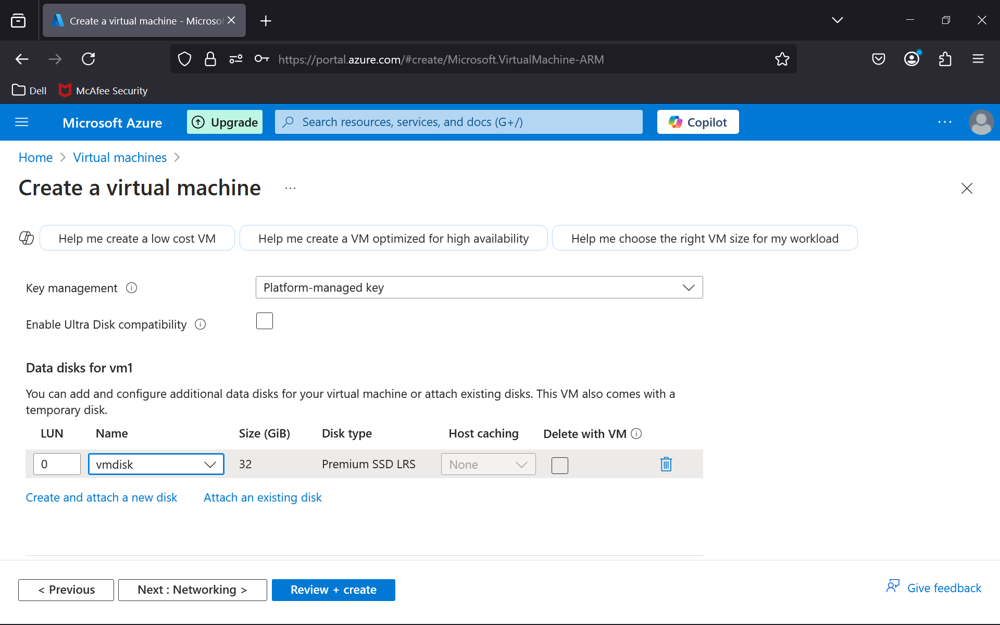 Create a virtual machine - Microsof
https://portal.azure.com/#create/Microsoft.VirtualMachine-ARM
Dell
McAfee Security
Microsoft Azure
Upgrade
Search resources, services, and docs (G+/)
Copilot
Home > Virtual machines >
Create a virtual machine ...
Help me create a low cost VM
Help me create a VM optimized for high availability
Help me choose the right VM size for my workload
Key management
Platform-managed key
Enable Ultra Disk compatibility
Data disks for vm1
You can add and configure additional data disks for your virtual machine or attach existing disks. This VM also comes with a
temporary disk.
LUN Name Size (GiB) Disk type Host caching Delete with VM
0 vmdisk 32 Premium SSD LRS None
Create and attach a new disk Attach an existing disk
< Previous
Next : Networking >
Review + create
Give feedback